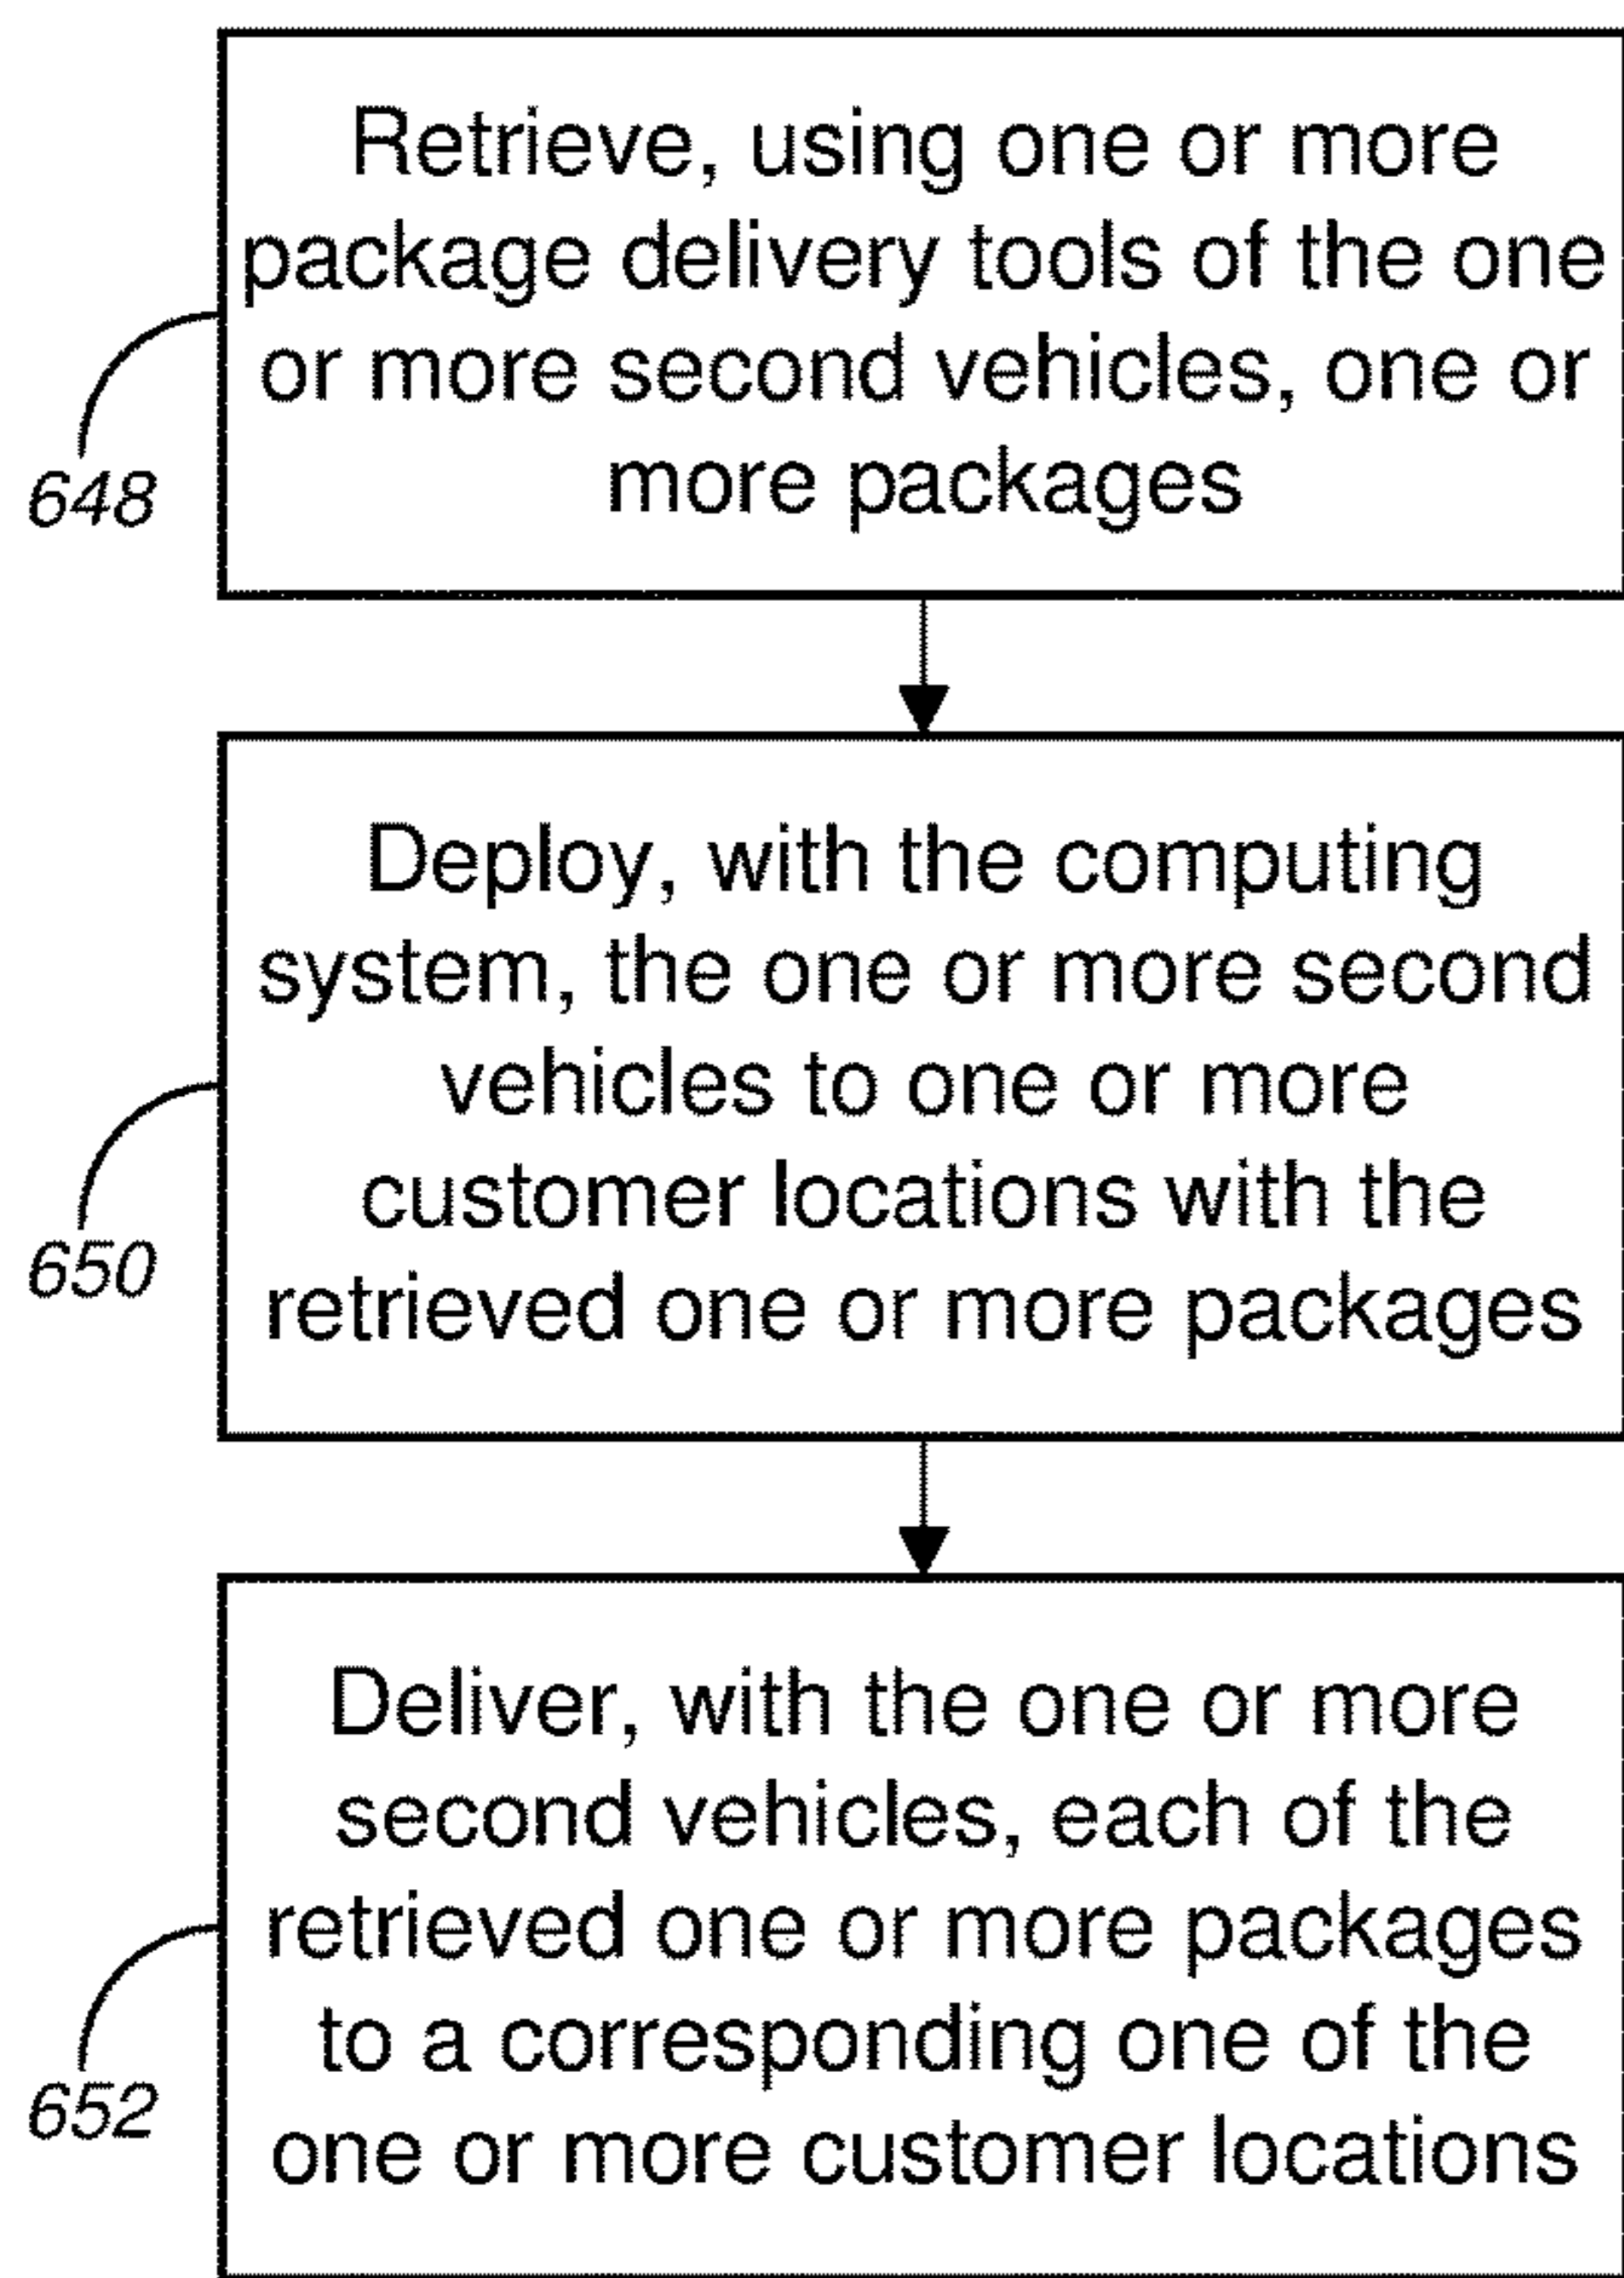 Retrieve, using one or more
package delivery tools of the one
or more second vehicles, one or
more packages
648
Deploy, with the computing
system, the one or more second
vehicles to one or more
customer locations with the
retrieved one or more packages
650
Deliver, with the one or more
second vehicles, each of the
retrieved one or more packages
to a corresponding one of the
one or more customer locations
652